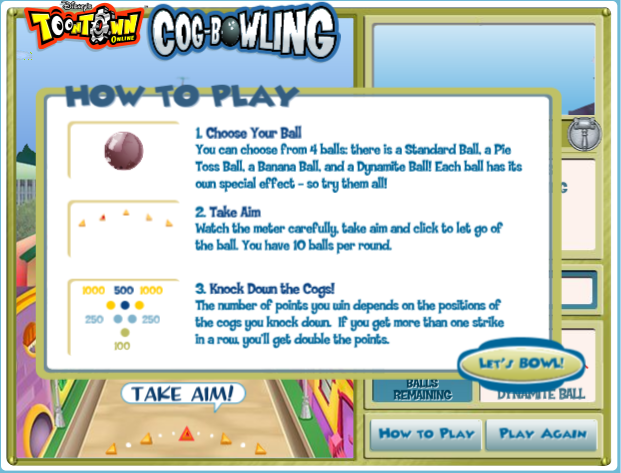 Disney's
TOONTOWN
ONLINE
COG-BOWLING
HOW TO PLAY
1. Choose Your Ball
You can choose from 4 balls: there is a Standard Ball, a Pie
Toss Ball, a Banana Ball, and a Dynamite Ball! Each ball has its
own special effect - so try them all!
2. Take Aim
Watch the meter carefully, take aim and click to let go of
the ball. You have 10 balls per round.
1000 500 1000
250 250
100
3. Knock Down the Cogs!
The number of points you win depends on the positions of
the cogs you knock down. If you get more than one strike
in a row, you'll get double the points.
LET'S BOWL!
TAKE AIM!
BALLS
REMAINING
DYNAMITE BALL
HOW TO PLAY
PLAY AGAIN